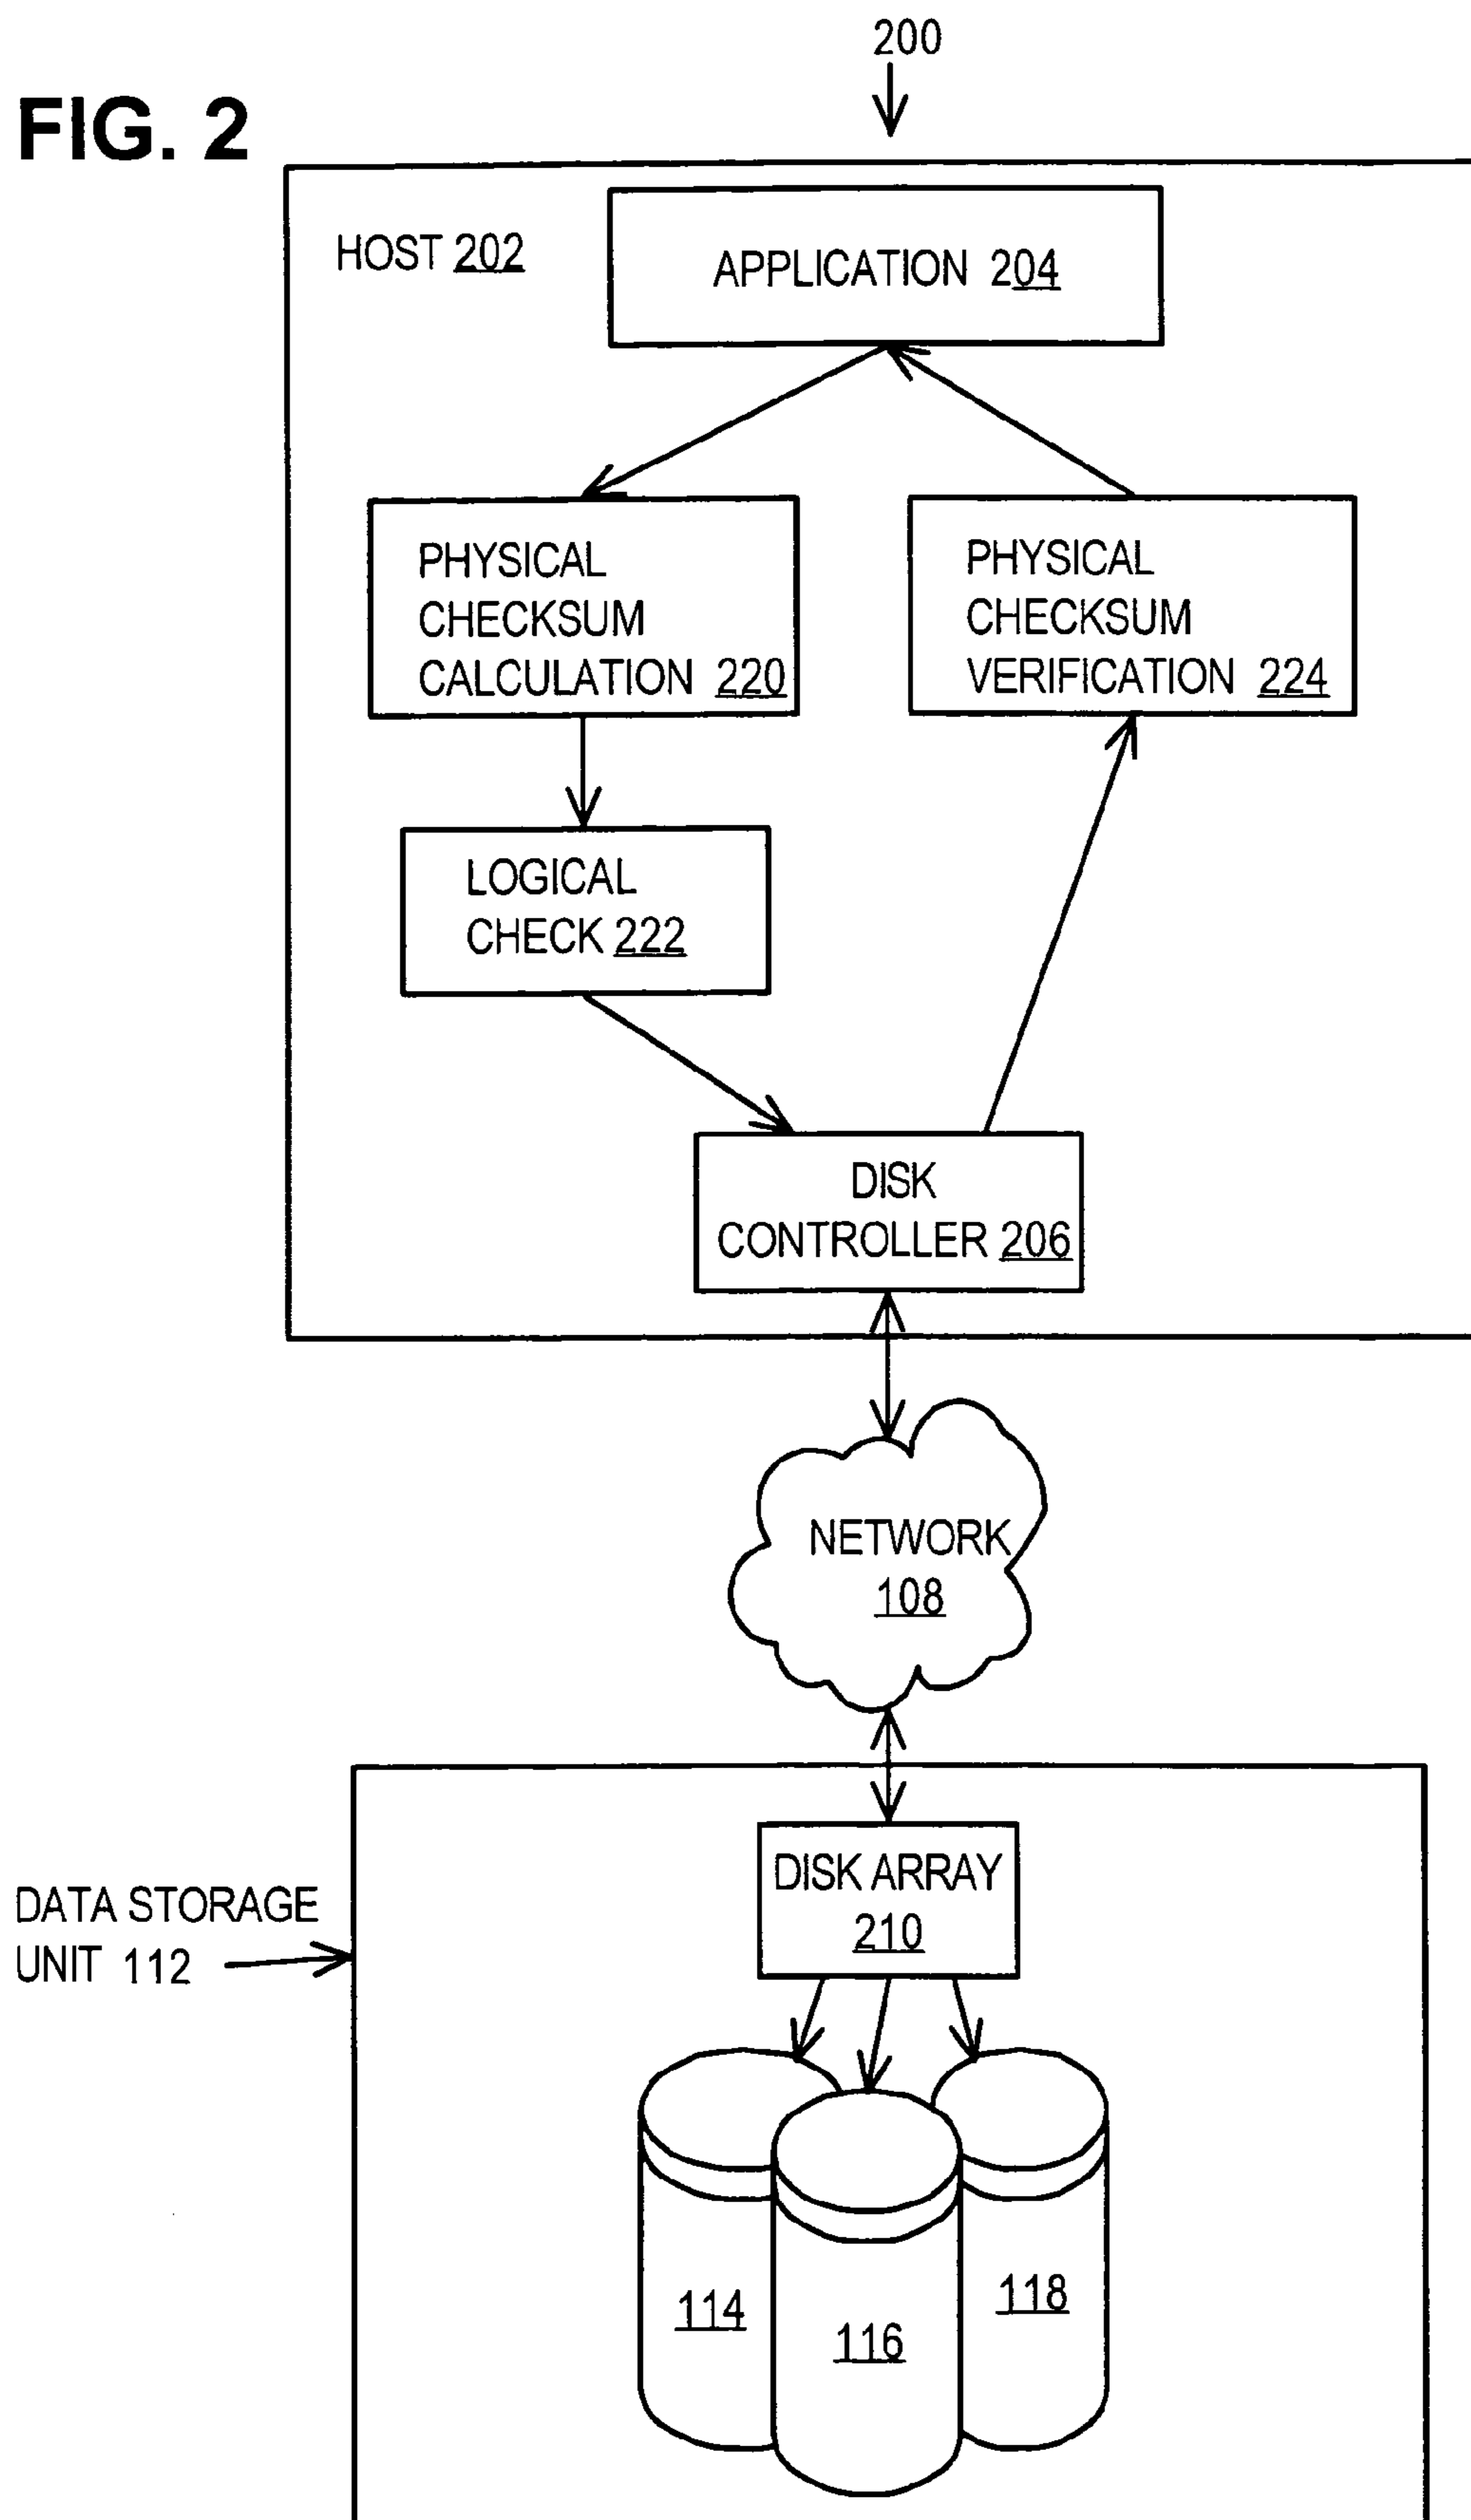 200
FIG. 2
HOST 202
APPLICATION 204
PHYSICAL
CHECKSUM
CALCULATION 220
PHYSICAL
CHECKSUM
VERIFICATION 224
LOGICAL
CHECK 222
DISK
CONTROLLER 206
NETWORK
108
DISK ARRAY
210
DATA STORAGE
UNIT 112
114
116
118